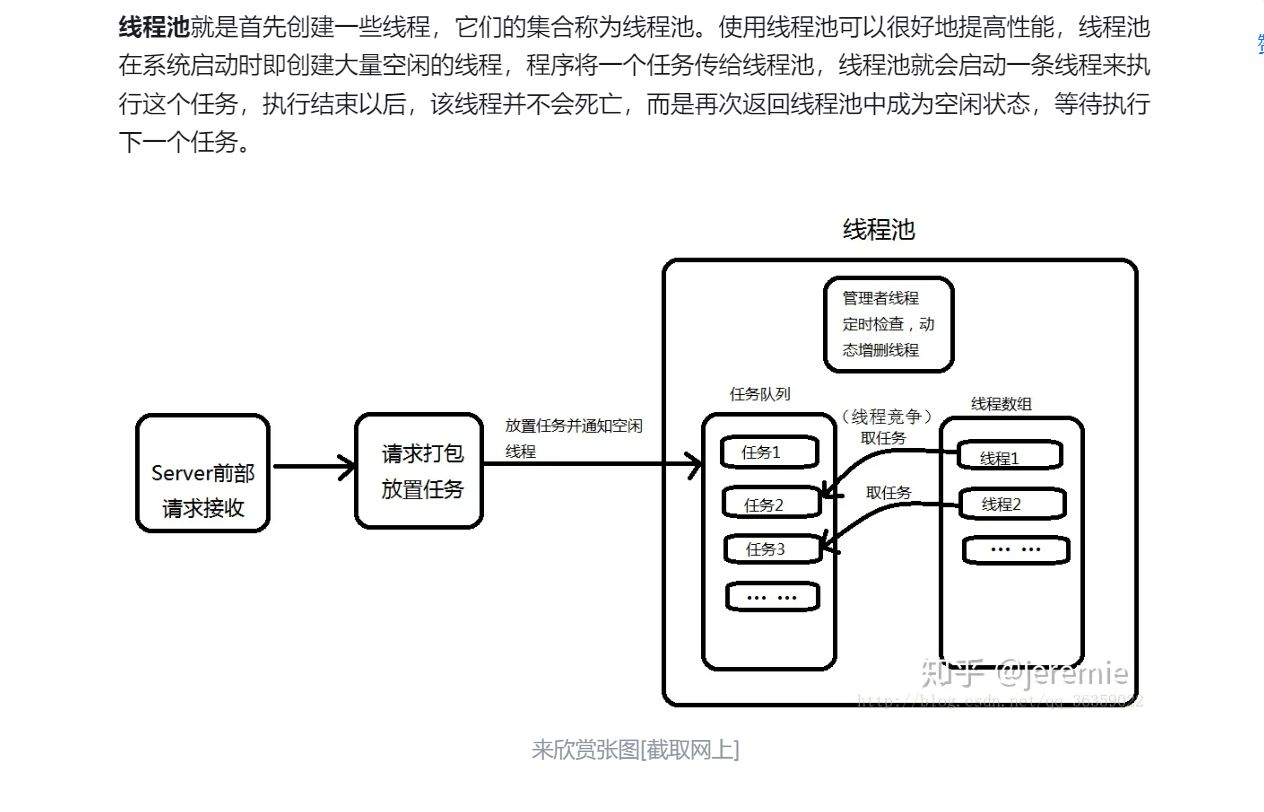 线程池就是首先创建一些线程，它们的集合称为线程池。使用线程池可以很好地提高性能，线程池
在系统启动时即创建大量空闲的线程，程序将一个任务传给线程池，线程池就会启动一条线程来执
行这个任务，执行结束以后，该线程并不会死亡，而是再次返回线程池中成为空闲状态，等待执行
下一个任务。
线程池
管理者线程
定时检查，动
态增删线程
任务队列
（线程竞争）
线程数组
Server前部
请求接收
请求打包
放置任务
放置任务并通知空闲
线程
任务1
任务2
任务3
... ...
取任务
取任务
线程1
线程2
... ...
知乎 @jeremie
来欣赏张图[截取网上]